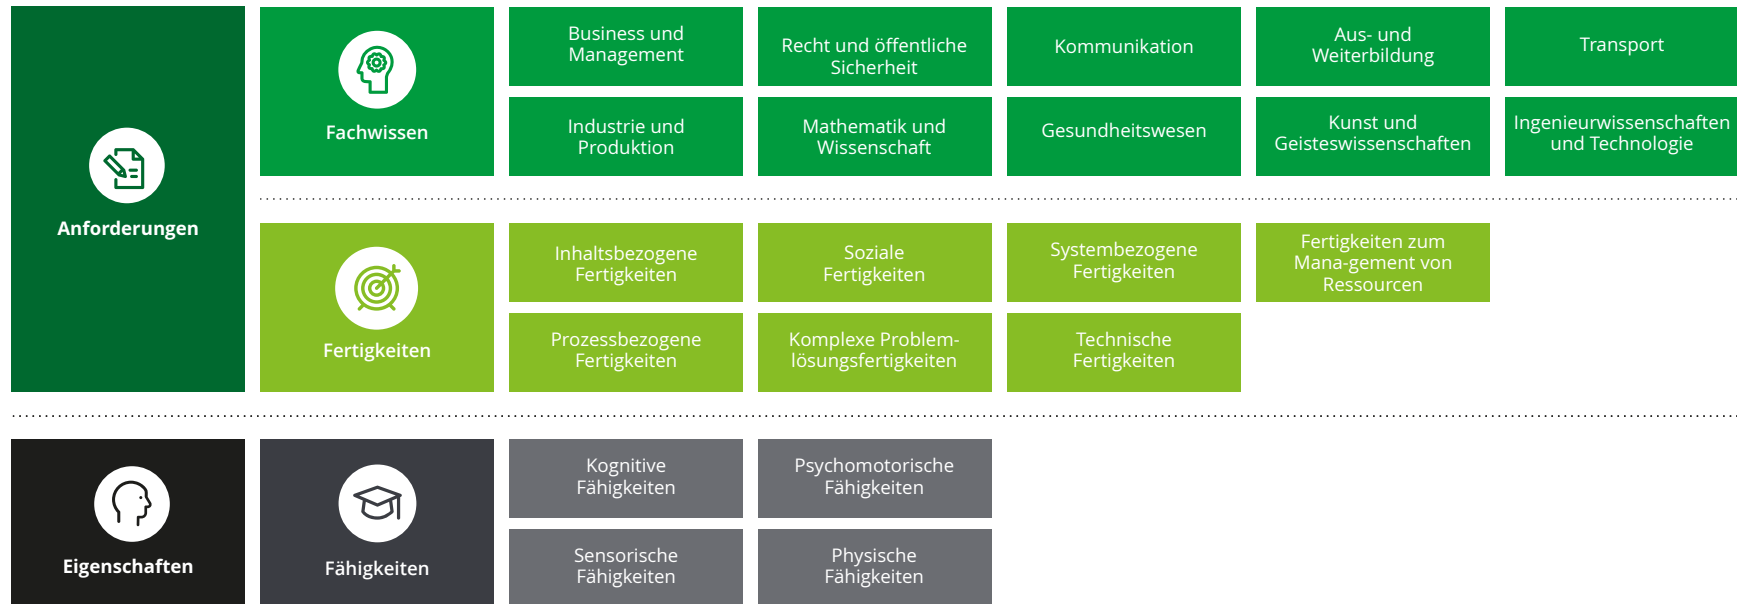 Anforderungen
Fachwissen
Business und
Management
Recht und öffentliche
Sicherheit
Kommunikation
Aus- und
Weiterbildung
Transport
Industrie und
Produktion
Mathematik und
Wissenschaft
Gesundheitswesen
Kunst und
Geisteswissenschaften
Ingenieurwissenschaften
und Technologie
Fertigkeiten
Inhaltsbezogene
Fertigkeiten
Soziale
Fertigkeiten
Systembezogene
Fertigkeiten
Fertigkeiten zum
Mana-gement von
Ressourcen
Prozessbezogene
Fertigkeiten
Komplexe Problem-
lösungsfertigkeiten
Technische
Fertigkeiten
Eigenschaften
Fähigkeiten
Kognitive
Fähigkeiten
Psychomotorische
Fähigkeiten
Sensorische
Fähigkeiten
Physische
Fähigkeiten